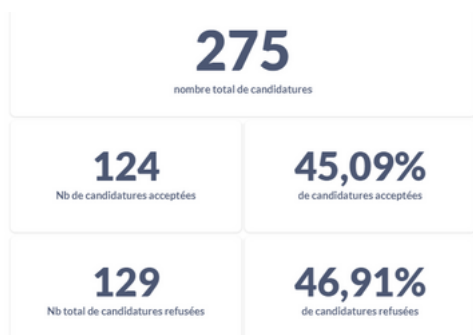 275
nombre total de candidatures
124
Nb de candidatures acceptées
45,09%
de candidatures acceptées
129
Nb total de candidatures refusées
46,91%
de candidatures refusées